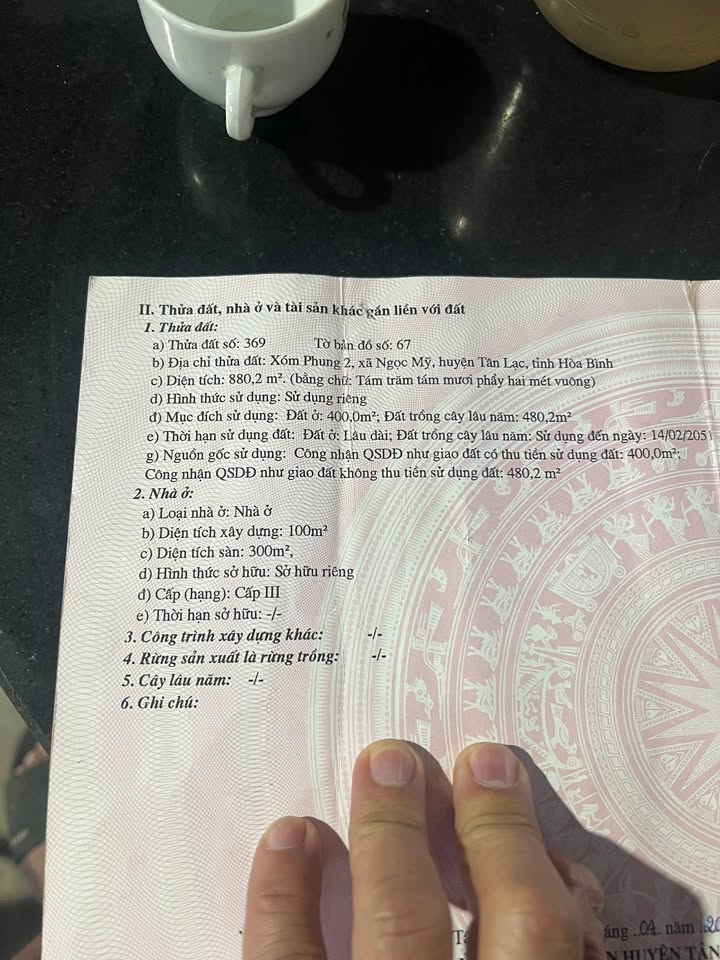 II. Thửa đất, nhà ở và tài sản khác gắn liền với đất
1. Thửa đất:
a) Thửa đất số: 369 Tờ bản đồ số: 67
b) Địa chỉ thửa đất: Xóm Phung 2, xã Ngọc Mỹ, huyện Tân Lạc, tỉnh Hòa Bình
c) Diện tích: 880,2 m². (bằng chữ: Tám trăm tám mươi phẩy hai mét vuông)
d) Hình thức sử dụng: Sử dụng riêng
đ) Mục đích sử dụng: Đất ở: 400,0m²; Đất trồng cây lâu năm: 480,2m²
e) Thời hạn sử dụng đất: Đất ở: Lâu dài; Đất trồng cây lâu năm: Sử dụng đến ngày: 14/02/2051
g) Nguồn gốc sử dụng: Công nhận QSDĐ như giao đất có thu tiền sử dụng đất: 400,0m²;
Công nhận QSDĐ như giao đất không thu tiền sử dụng đất: 480,2 m²
2. Nhà ở:
a) Loại nhà ở: Nhà ở
b) Diện tích xây dựng: 100m²
c) Diện tích sàn: 300m²,
d) Hình thức sở hữu: Sở hữu riêng
đ) Cấp (hạng): Cấp III
e) Thời hạn sở hữu: -/-
3. Công trình xây dựng khác: -/-
4. Rừng sản xuất là rừng trồng: -/-
5. Cây lâu năm: -/-
6. Ghi chú:
áng .04. năm .20
N HUYỆN TÂN